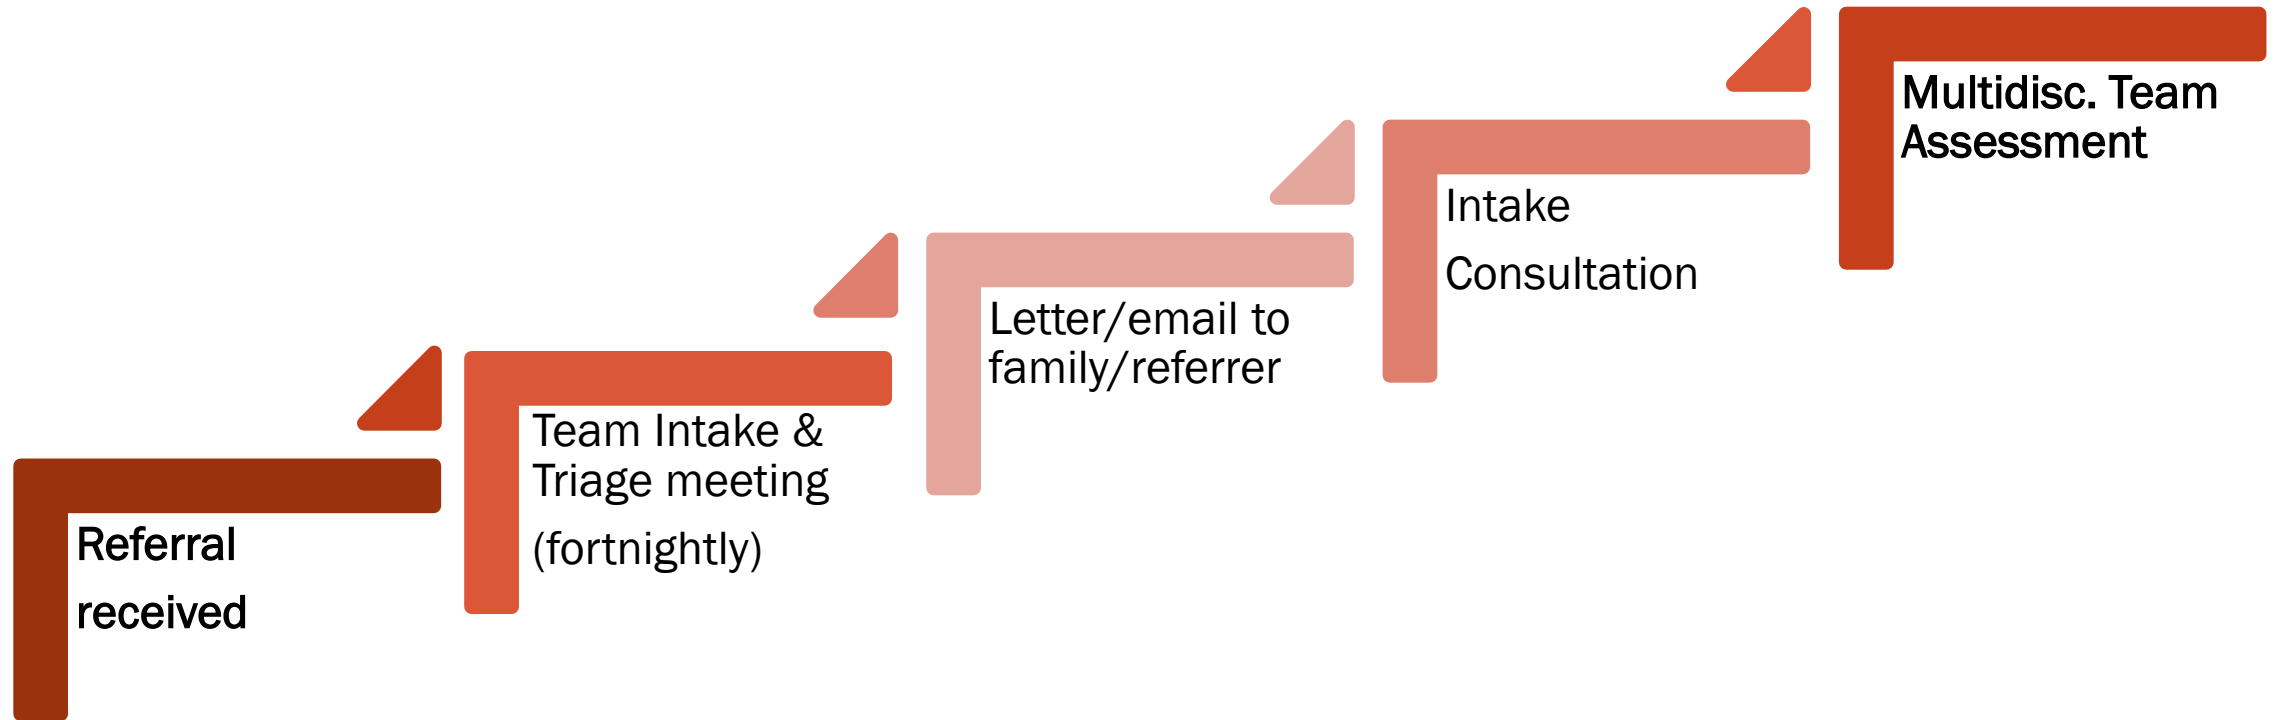 Referral
received
Team Intake &
Triage meeting
(fortnightly)
Letter/email to
family/referrer
Intake
Consultation
Multidisc. Team
Assessment